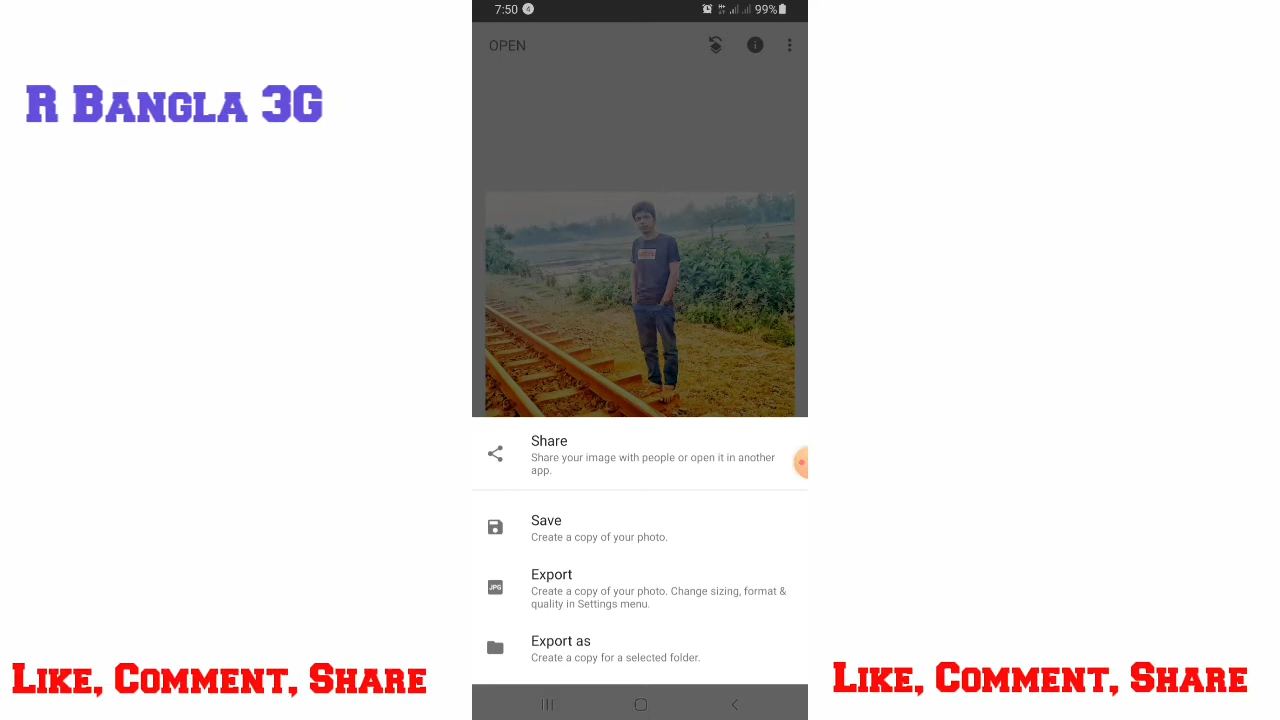 7:50 4 99%
OPEN
R Bangla 3G
Share
Share your image with people or open it in another
app.
Save
Create a copy of your photo.
JPG
Export
Create a copy of your photo. Change sizing, format &
quality in Settings menu.
Export as
Create a copy for a selected folder.
Like, Comment, Share
Like, Comment, Share